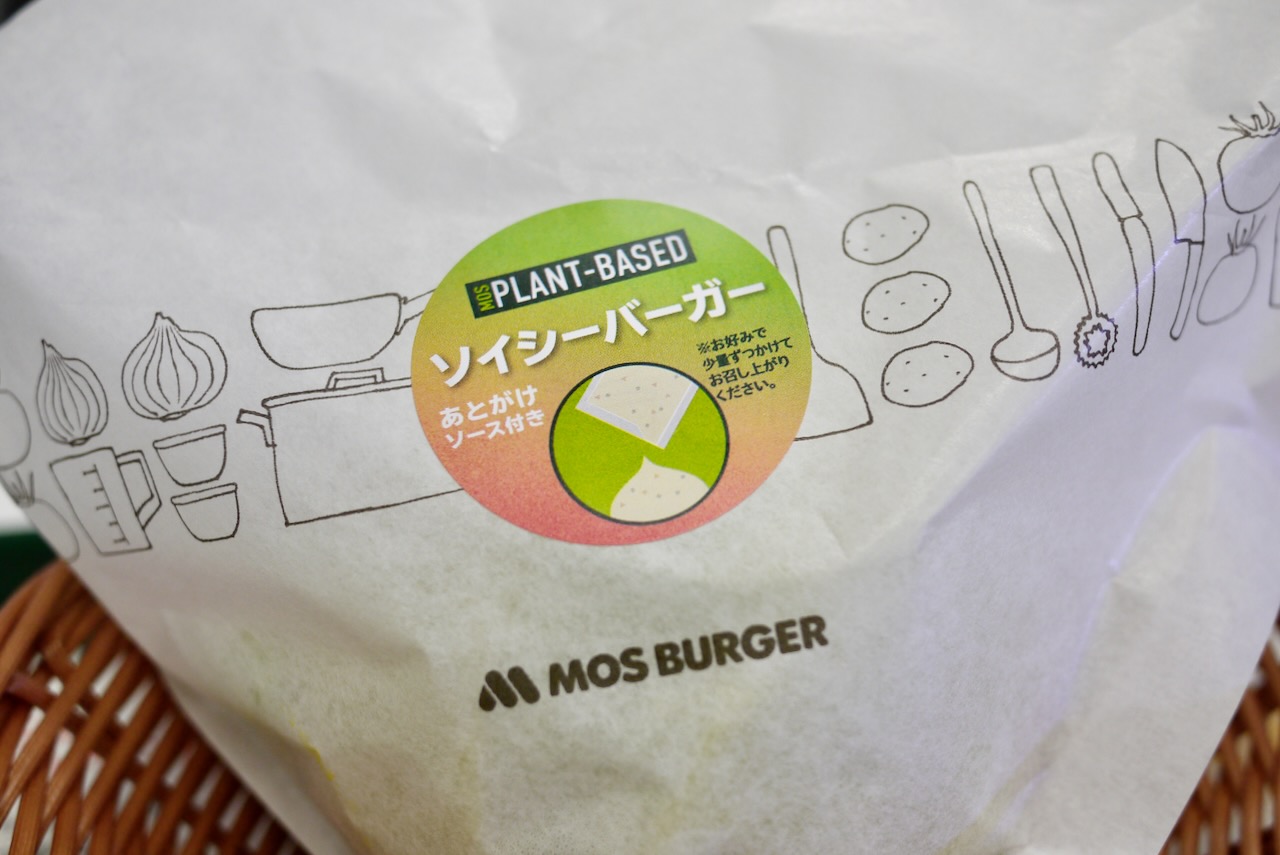 MOS PLANT-BASED
ソイシーバーガー
あとがけ
ソース付き
※お好みで
少量ずつかけて
お召し上がり
ください。
MOS BURGER